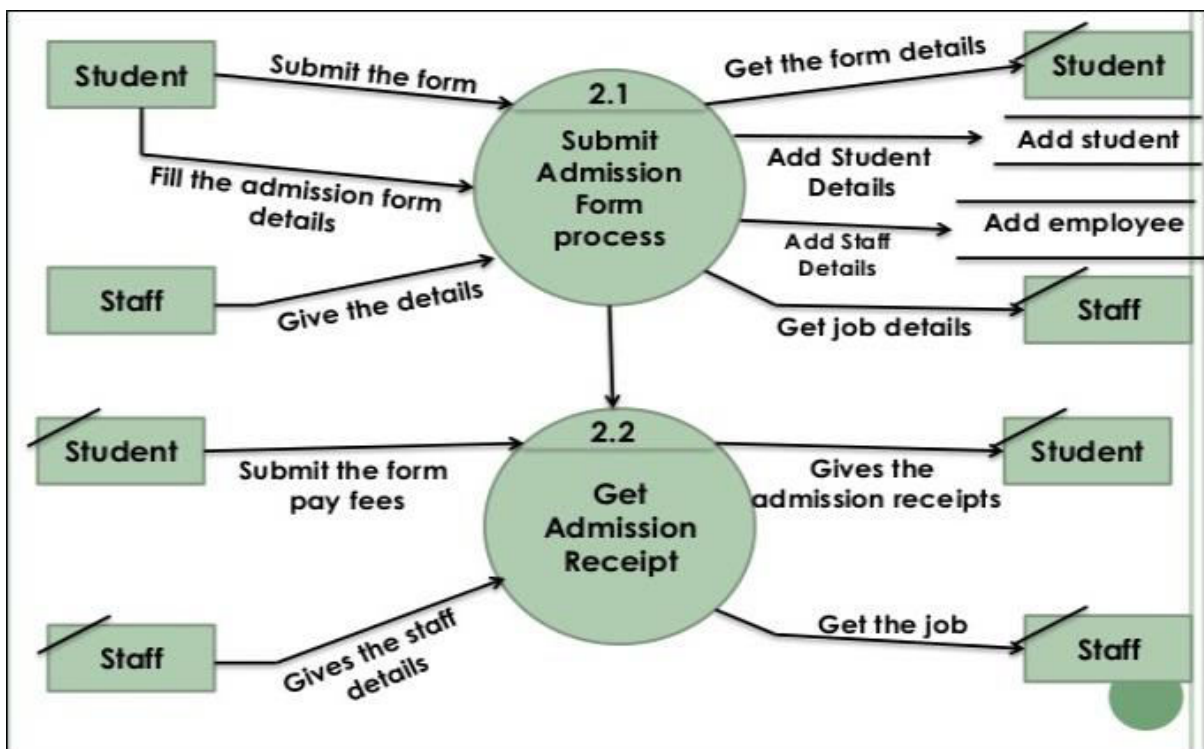 Student
Submit the form
Fill the admission form
details
Staff
Give the details
2.1
Submit
Admission
Form
process
Get the form details
Student
Add Student
Details
Add student
Add Staff
Details
Add employee
Get job details
Staff
Student
Submit the form
pay fees
2.2
Get
Admission
Receipt
Gives the
admission receipts
Student
Staff
Gives the staff
details
Get the job
Staff